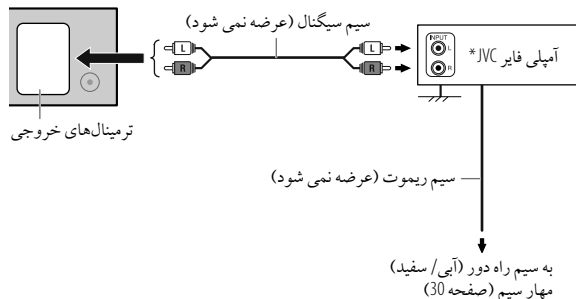 سیم سیگنال (عرضه نمی شود)
L
R
L
R
INPUT
L
R
آمپلی فایر JVC*
ترمینال‌های خروجی
سیم ریموت (عرضه نمی شود)
به سیم راه دور (آبی/ سفید)
مهار سیم (صفحه 30)